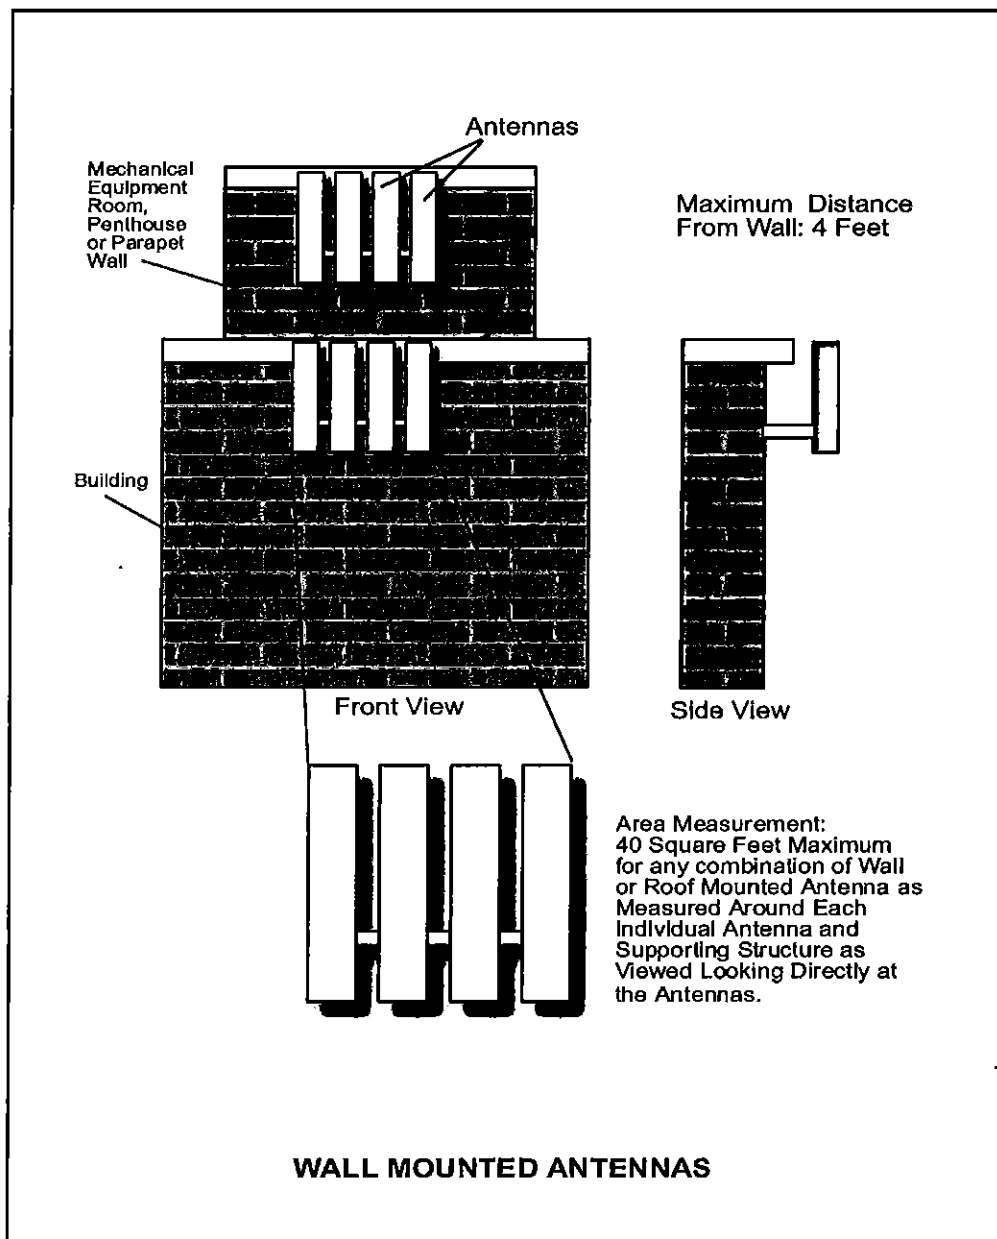 Antennas
Mechanical
Equipment
Room,
Penthouse
or Parapet
Wall
Maximum Distance
From Wall: 4 Feet
Building
Front View
Side View
Area Measurement:
40 Square Feet Maximum
for any combination of Wall
or Roof Mounted Antenna as
Measured Around Each
Individual Antenna and
Supporting Structure as
Viewed Looking Directly at
the Antennas.
WALL MOUNTED ANTENNAS